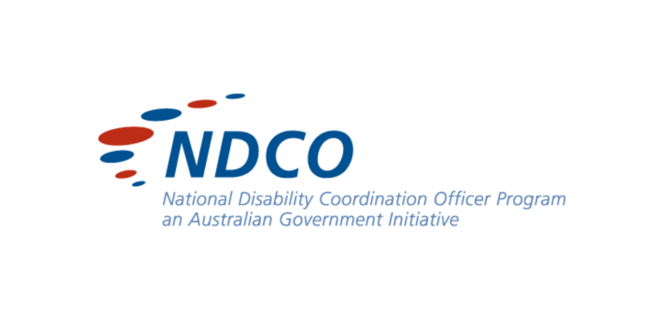 NDCO
National Disability Coordination Officer Program
an Australian Government Initiative